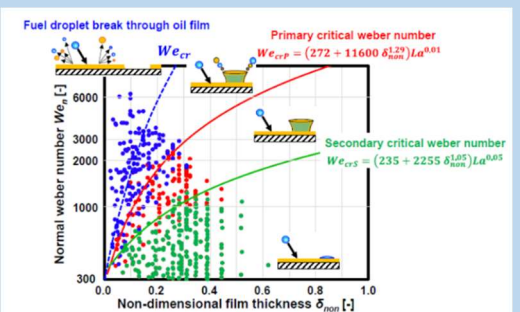 Fuel droplet break through oil film
We_cr
Primary critical weber number
We_crP = (272 + 11600 δ_non^1,29)La^0,01
Secondary critical weber number
We_crS = (235 + 2255 δ_non^1,05)La^0,05
Normal weber number We_n [-]
6000
3000
2000
1000
300
0.0 0.2 0.4 0.6 0.8 1.0
Non-dimensional film thickness δ_non [-]